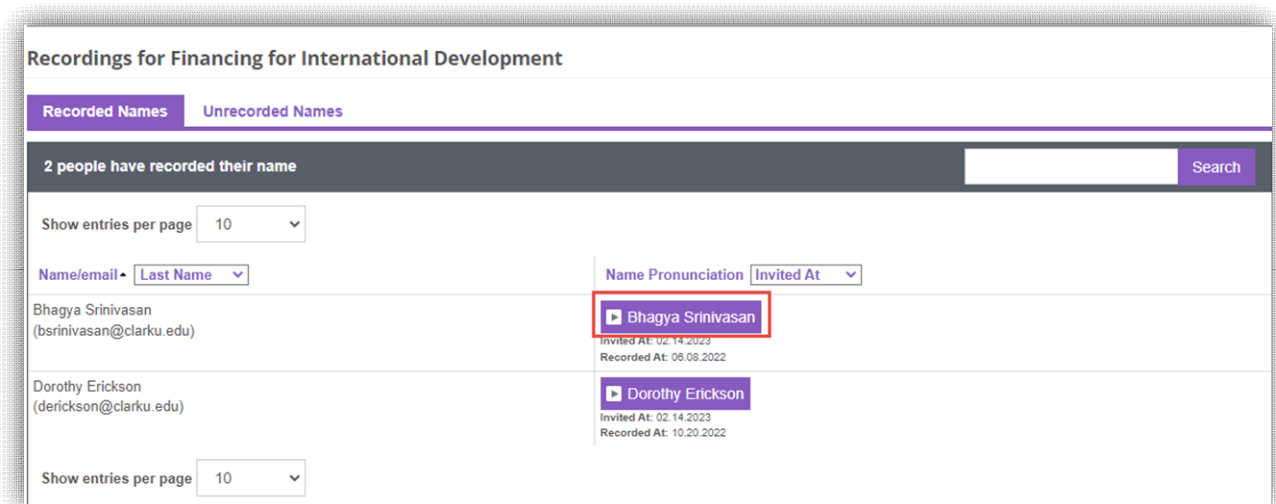 Recordings for Financing for International Development
Recorded Names Unrecorded Names
2 people have recorded their name Search
Show entries per page 10
Name/email Last Name Name Pronunciation Invited At
Bhagya Srinivasan
(bsrinivasan@clarku.edu)
Bhagya Srinivasan
Invited At: 02.14.2023
Recorded At: 06.08.2022
Dorothy Erickson
(derickson@clarku.edu)
Dorothy Erickson
Invited At: 02.14.2023
Recorded At: 10.20.2022
Show entries per page 10